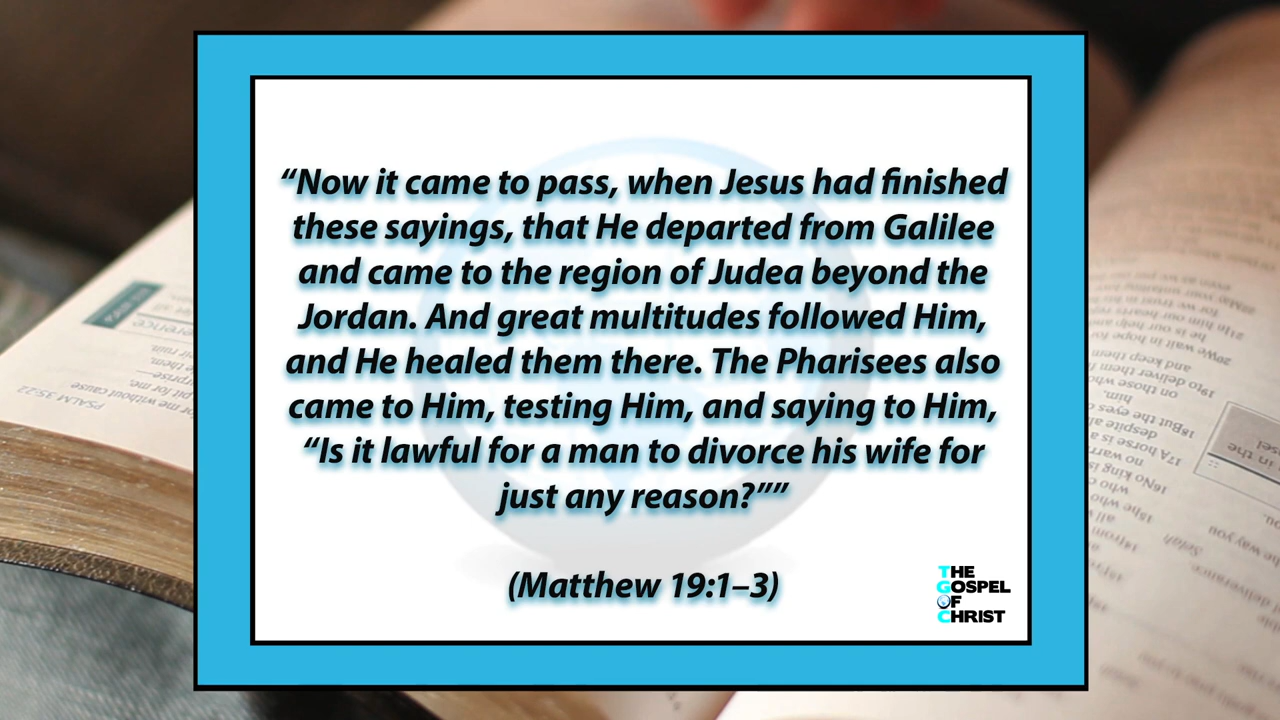 “Now it came to pass, when Jesus had finished
these sayings, that He departed from Galilee
and came to the region of Judea beyond the
Jordan. And great multitudes followed Him,
and He healed them there. The Pharisees also
came to Him, testing Him, and saying to Him,
“Is it lawful for a man to divorce his wife for
just any reason?””
(Matthew 19:1–3)
THE
GOSPEL
OF
CHRIST
PSALM 35:22